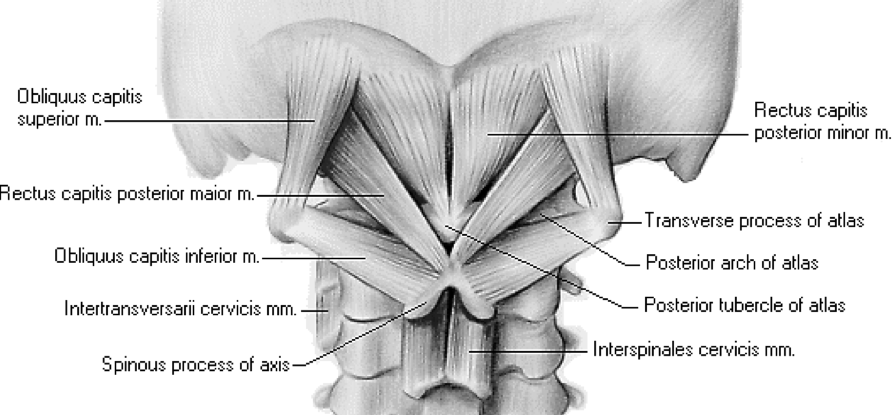 Obliquus capitis
superior m.
Rectus capitis posterior maior m.
Obliquus capitis inferior m.
Intertransversarii cervicis mm.
Spinous process of axis
Rectus capitis
posterior minor m.
Transverse process of atlas
Posterior arch of atlas
Posterior tubercle of atlas
Interspinales cervicis mm.